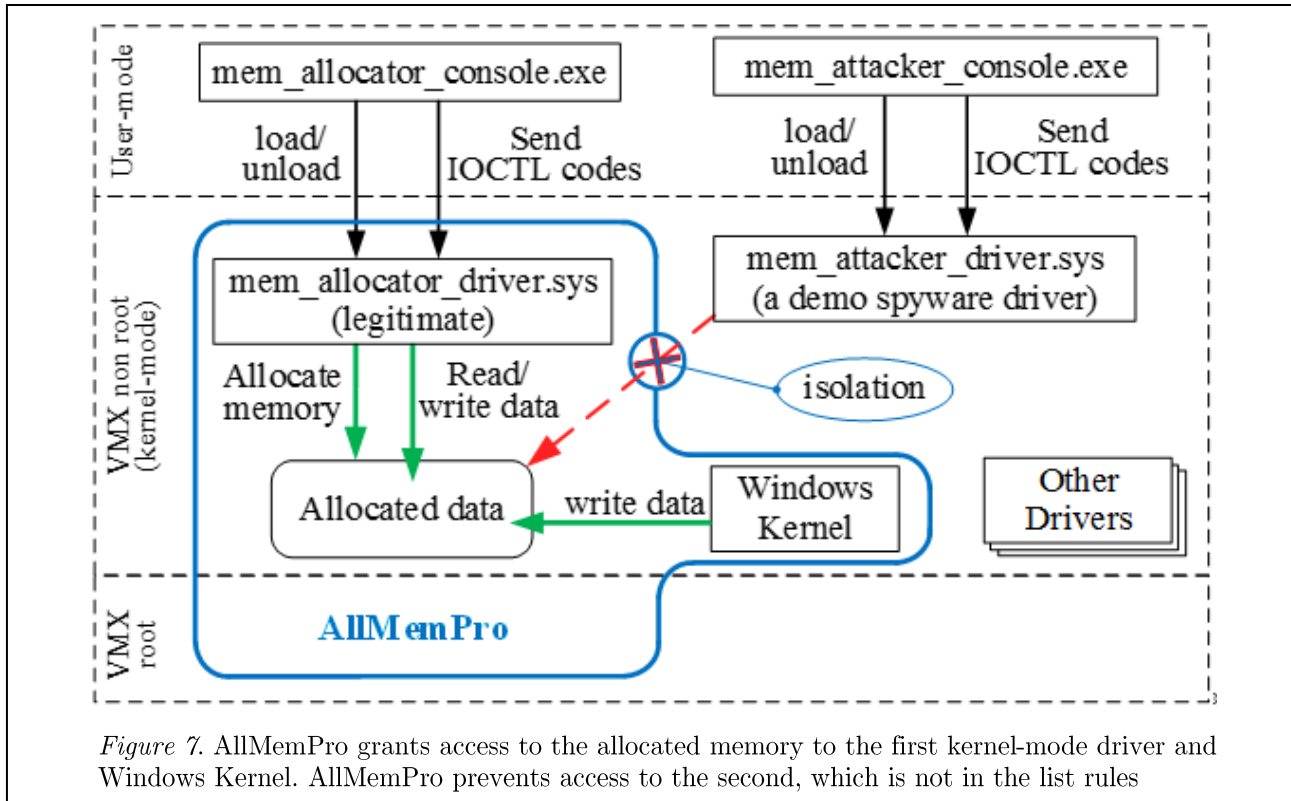 User-mode
mem_allocator_console.exe
mem_attacker_console.exe
load/
unload
Send
IOCTL codes
load/
unload
Send
IOCTL codes
VMX non root
(kernel-mode)
mem_allocator_driver.sys
(legitimate)
mem_attacker_driver.sys
(a demo spyware driver)
Allocate
memory
Read/
write data
isolation
Allocated data
write data
Windows
Kernel
Other
Drivers
VMX
root
AllMemPro
Figure 7. AllMemPro grants access to the allocated memory to the first kernel-mode driver and
Windows Kernel. AllMemPro prevents access to the second, which is not in the list rules